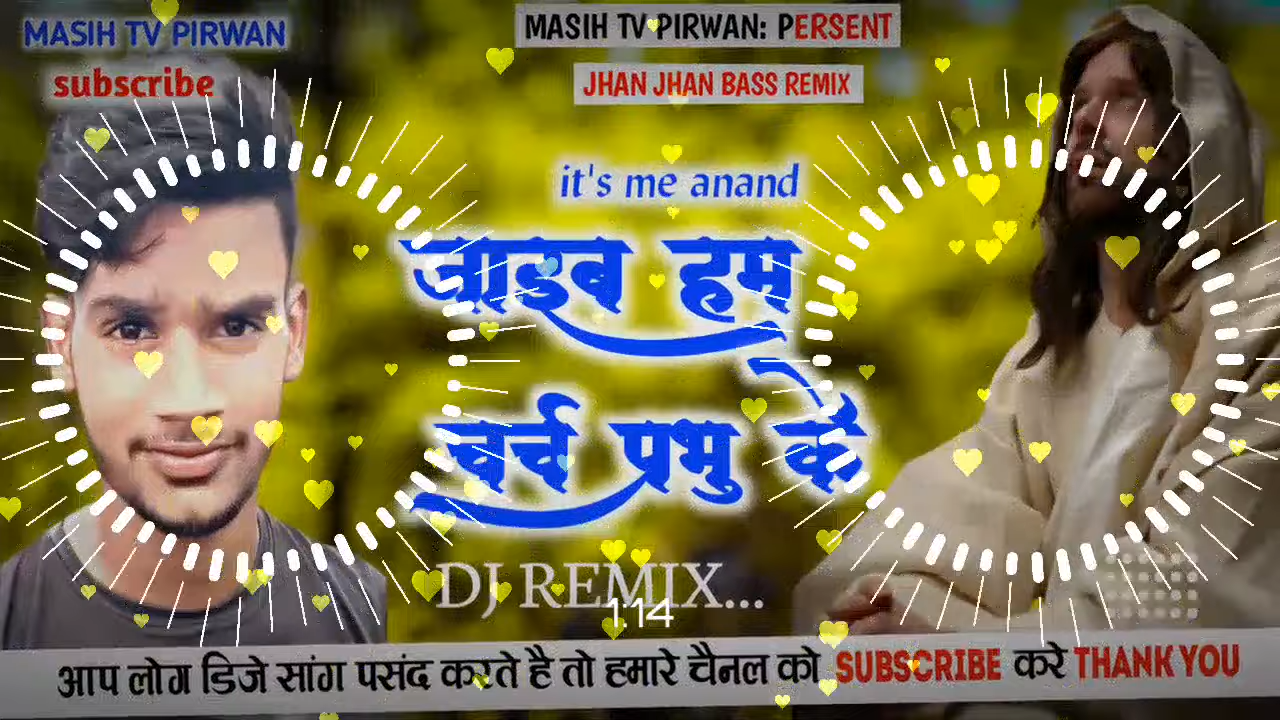 MASIH TV PIRWAN
subscribe
MASIH TV PIRWAN: PERSENT
JHAN JHAN BASS REMIX
it's me anand
जाइब हम
चर्च प्रभु के
DJ REMIX...
1:14
आप लोग डिजे सांग पसंद करते है तो हमारे चैनल को SUBSCRIBE करे THANK YOU